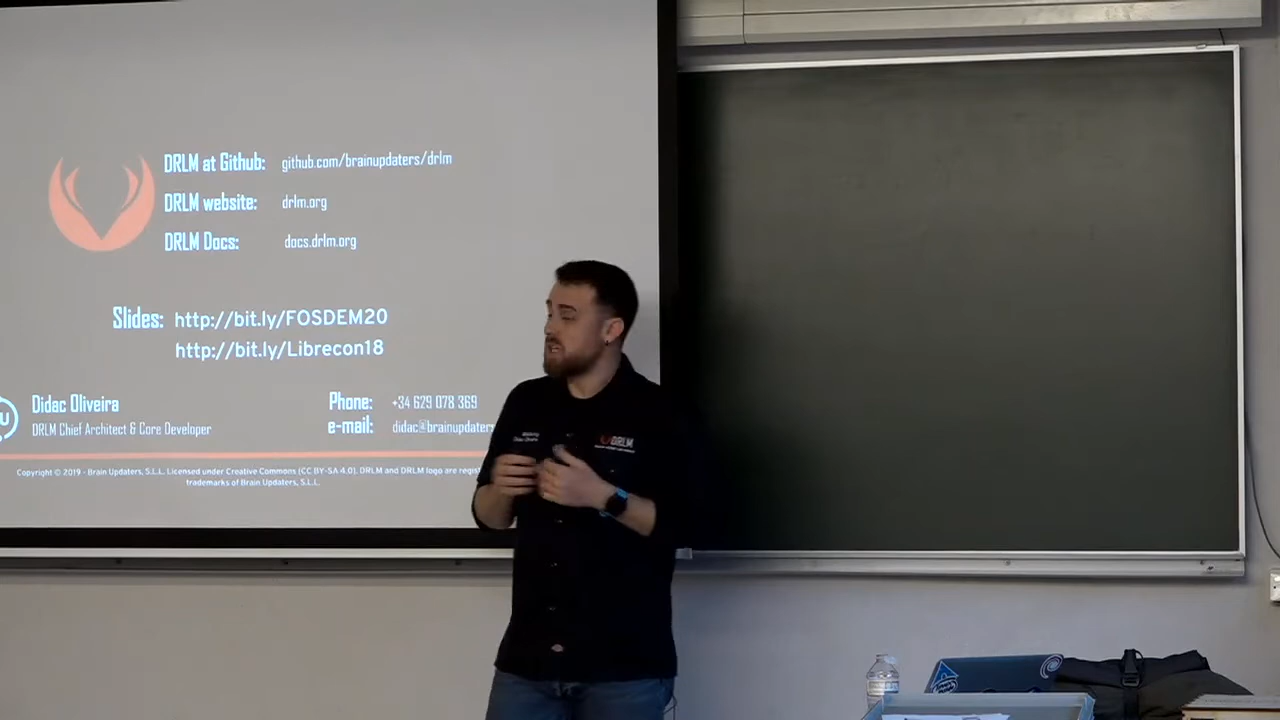 DRLM at Github: github.com/brainupdaters/drlm
DRLM website: drlm.org
DRLM Docs: docs.drlm.org
Slides: http://bit.ly/FOSDEM20
http://bit.ly/Librecon18
Didac Oliveira
DRLM Chief Architect & Core Developer
Phone: +34 629 078 369
e-mail: didac@brainupdaters
Copyright © 2019 - Brain Updaters, S.L.L. Licensed under Creative Commons (CC BY-SA 4.0). DRLM and DRLM logo are regis
trademarks of Brain Updaters, S.L.L.
DRLM